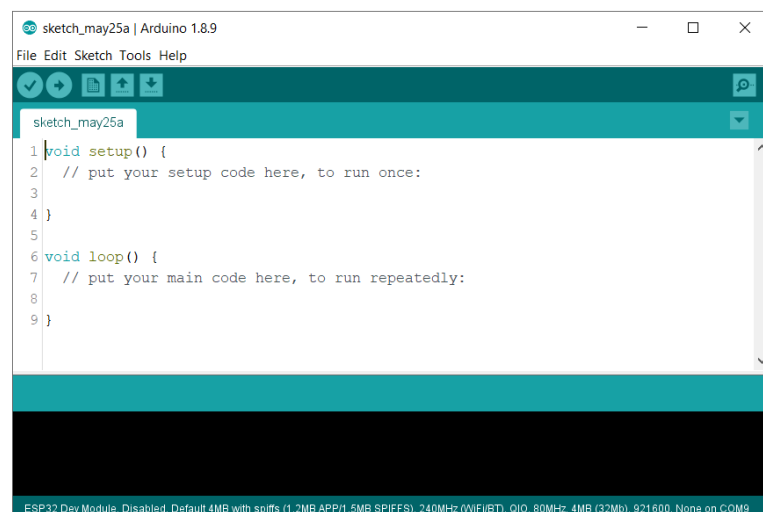 sketch_may25a | Arduino 1.8.9
File Edit Sketch Tools Help
sketch_may25a
1 void setup() {
2 // put your setup code here, to run once:
3
4 }
5
6 void loop() {
7 // put your main code here, to run repeatedly:
8
9 }
ESP32 Dev Module, Disabled, Default 4MB with spiffs (1.2MB APP/1.5MB SPIFFS), 240MHz (WiFi/BT), QIO, 80MHz, 4MB (32Mb), 921600, None on COM9